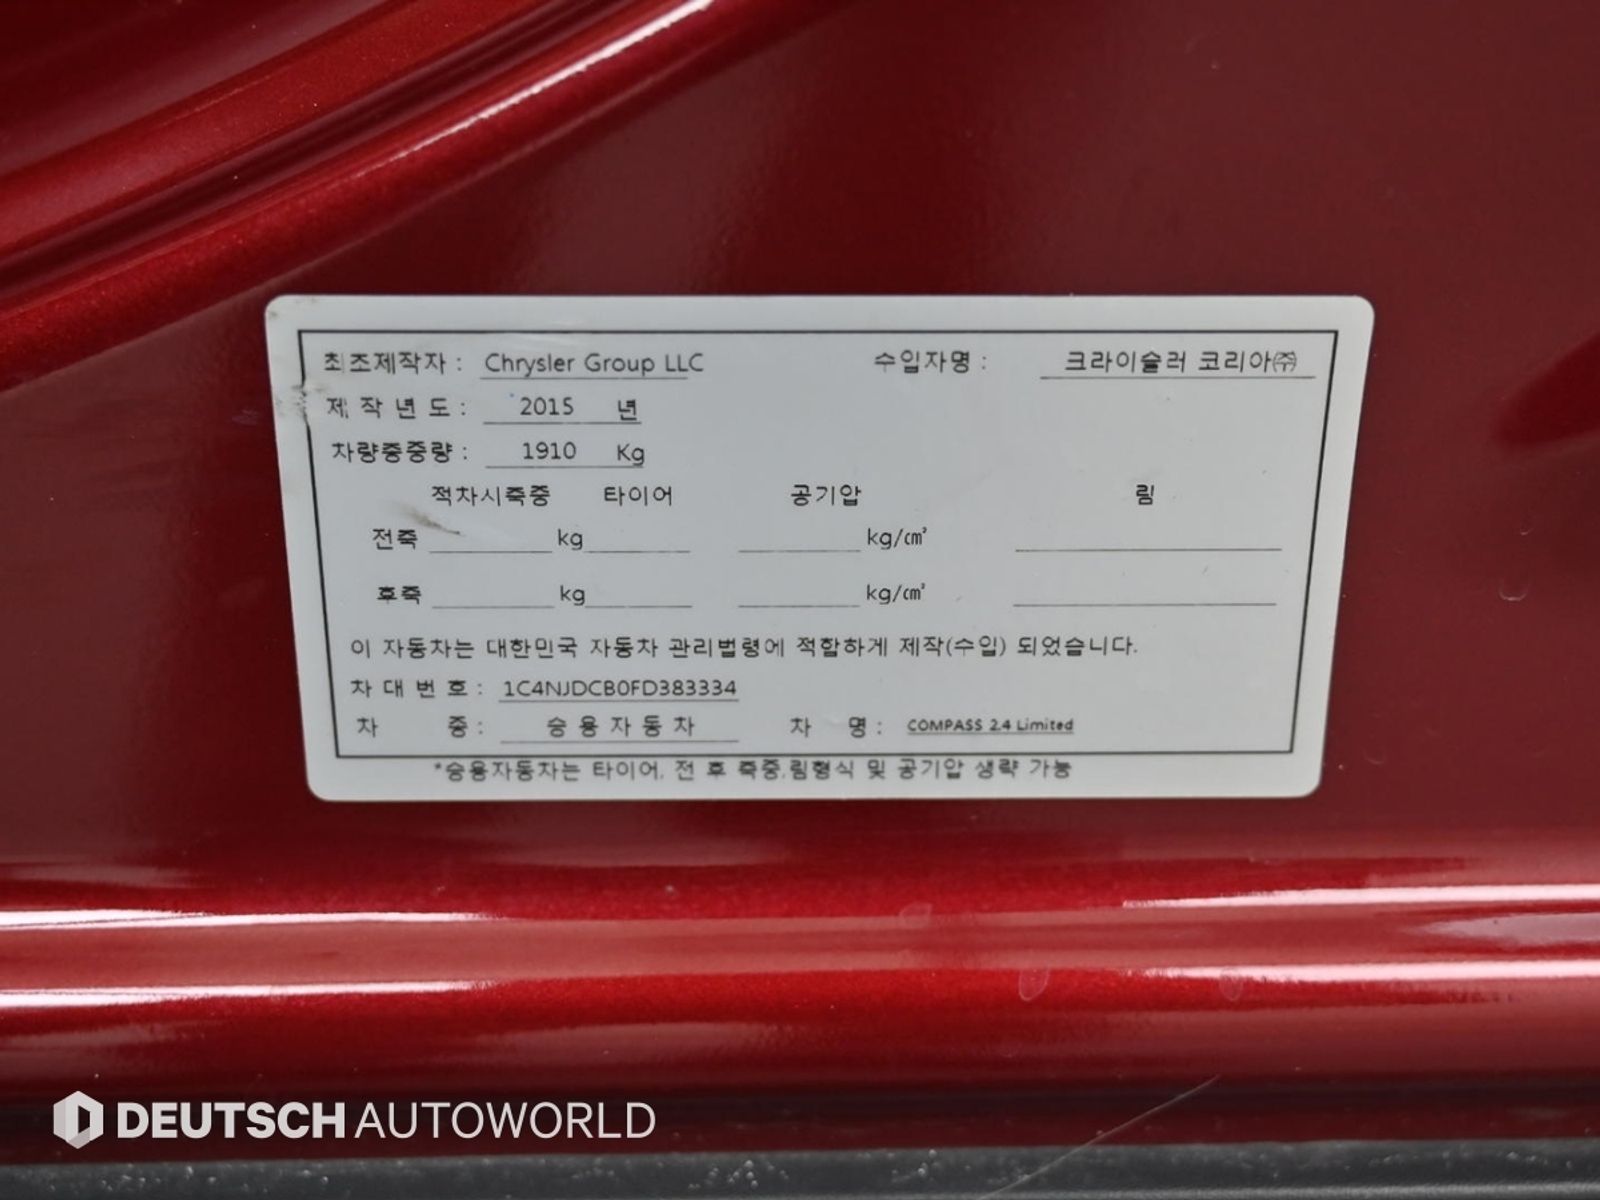 최초제작자 : Chrysler Group LLC 수입자명 : 크라이슬러 코리아㈜
제 작 년 도 : 2015 년
차량총중량 : 1910 Kg
적차시축중 타이어 공기압 림
전축 kg kg/㎠
후축 kg kg/㎠
이 자동차는 대한민국 자동차 관리법령에 적합하게 제작(수입) 되었습니다.
차 대 번 호 : 1C4NJDCB0FD383334
차 종 : 승 용 자 동 차 차 명 : COMPASS 2.4 Limited
*승용자동차는 타이어, 전 후 축중,림형식 및 공기압 생략 가능
DEUTSCH AUTOWORLD